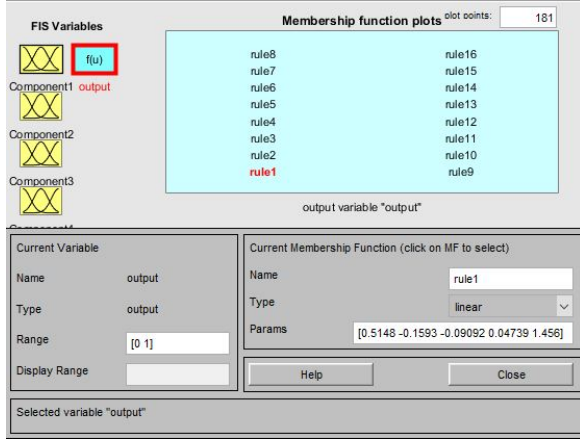 FIS Variables
Membership function plots
plot points:
181
f(u)
Component1
output
Component2
Component3
rule8
rule7
rule6
rule5
rule4
rule3
rule2
rule1
rule16
rule15
rule14
rule13
rule12
rule11
rule10
rule9
output variable "output"
Current Variable
Name
output
Type
output
Range
[0 1]
Display Range
Current Membership Function (click on MF to select)
Name
rule1
Type
linear
Params
[0.5148 -0.1593 -0.09092 0.04739 1.456]
Help
Close
Selected variable "output"